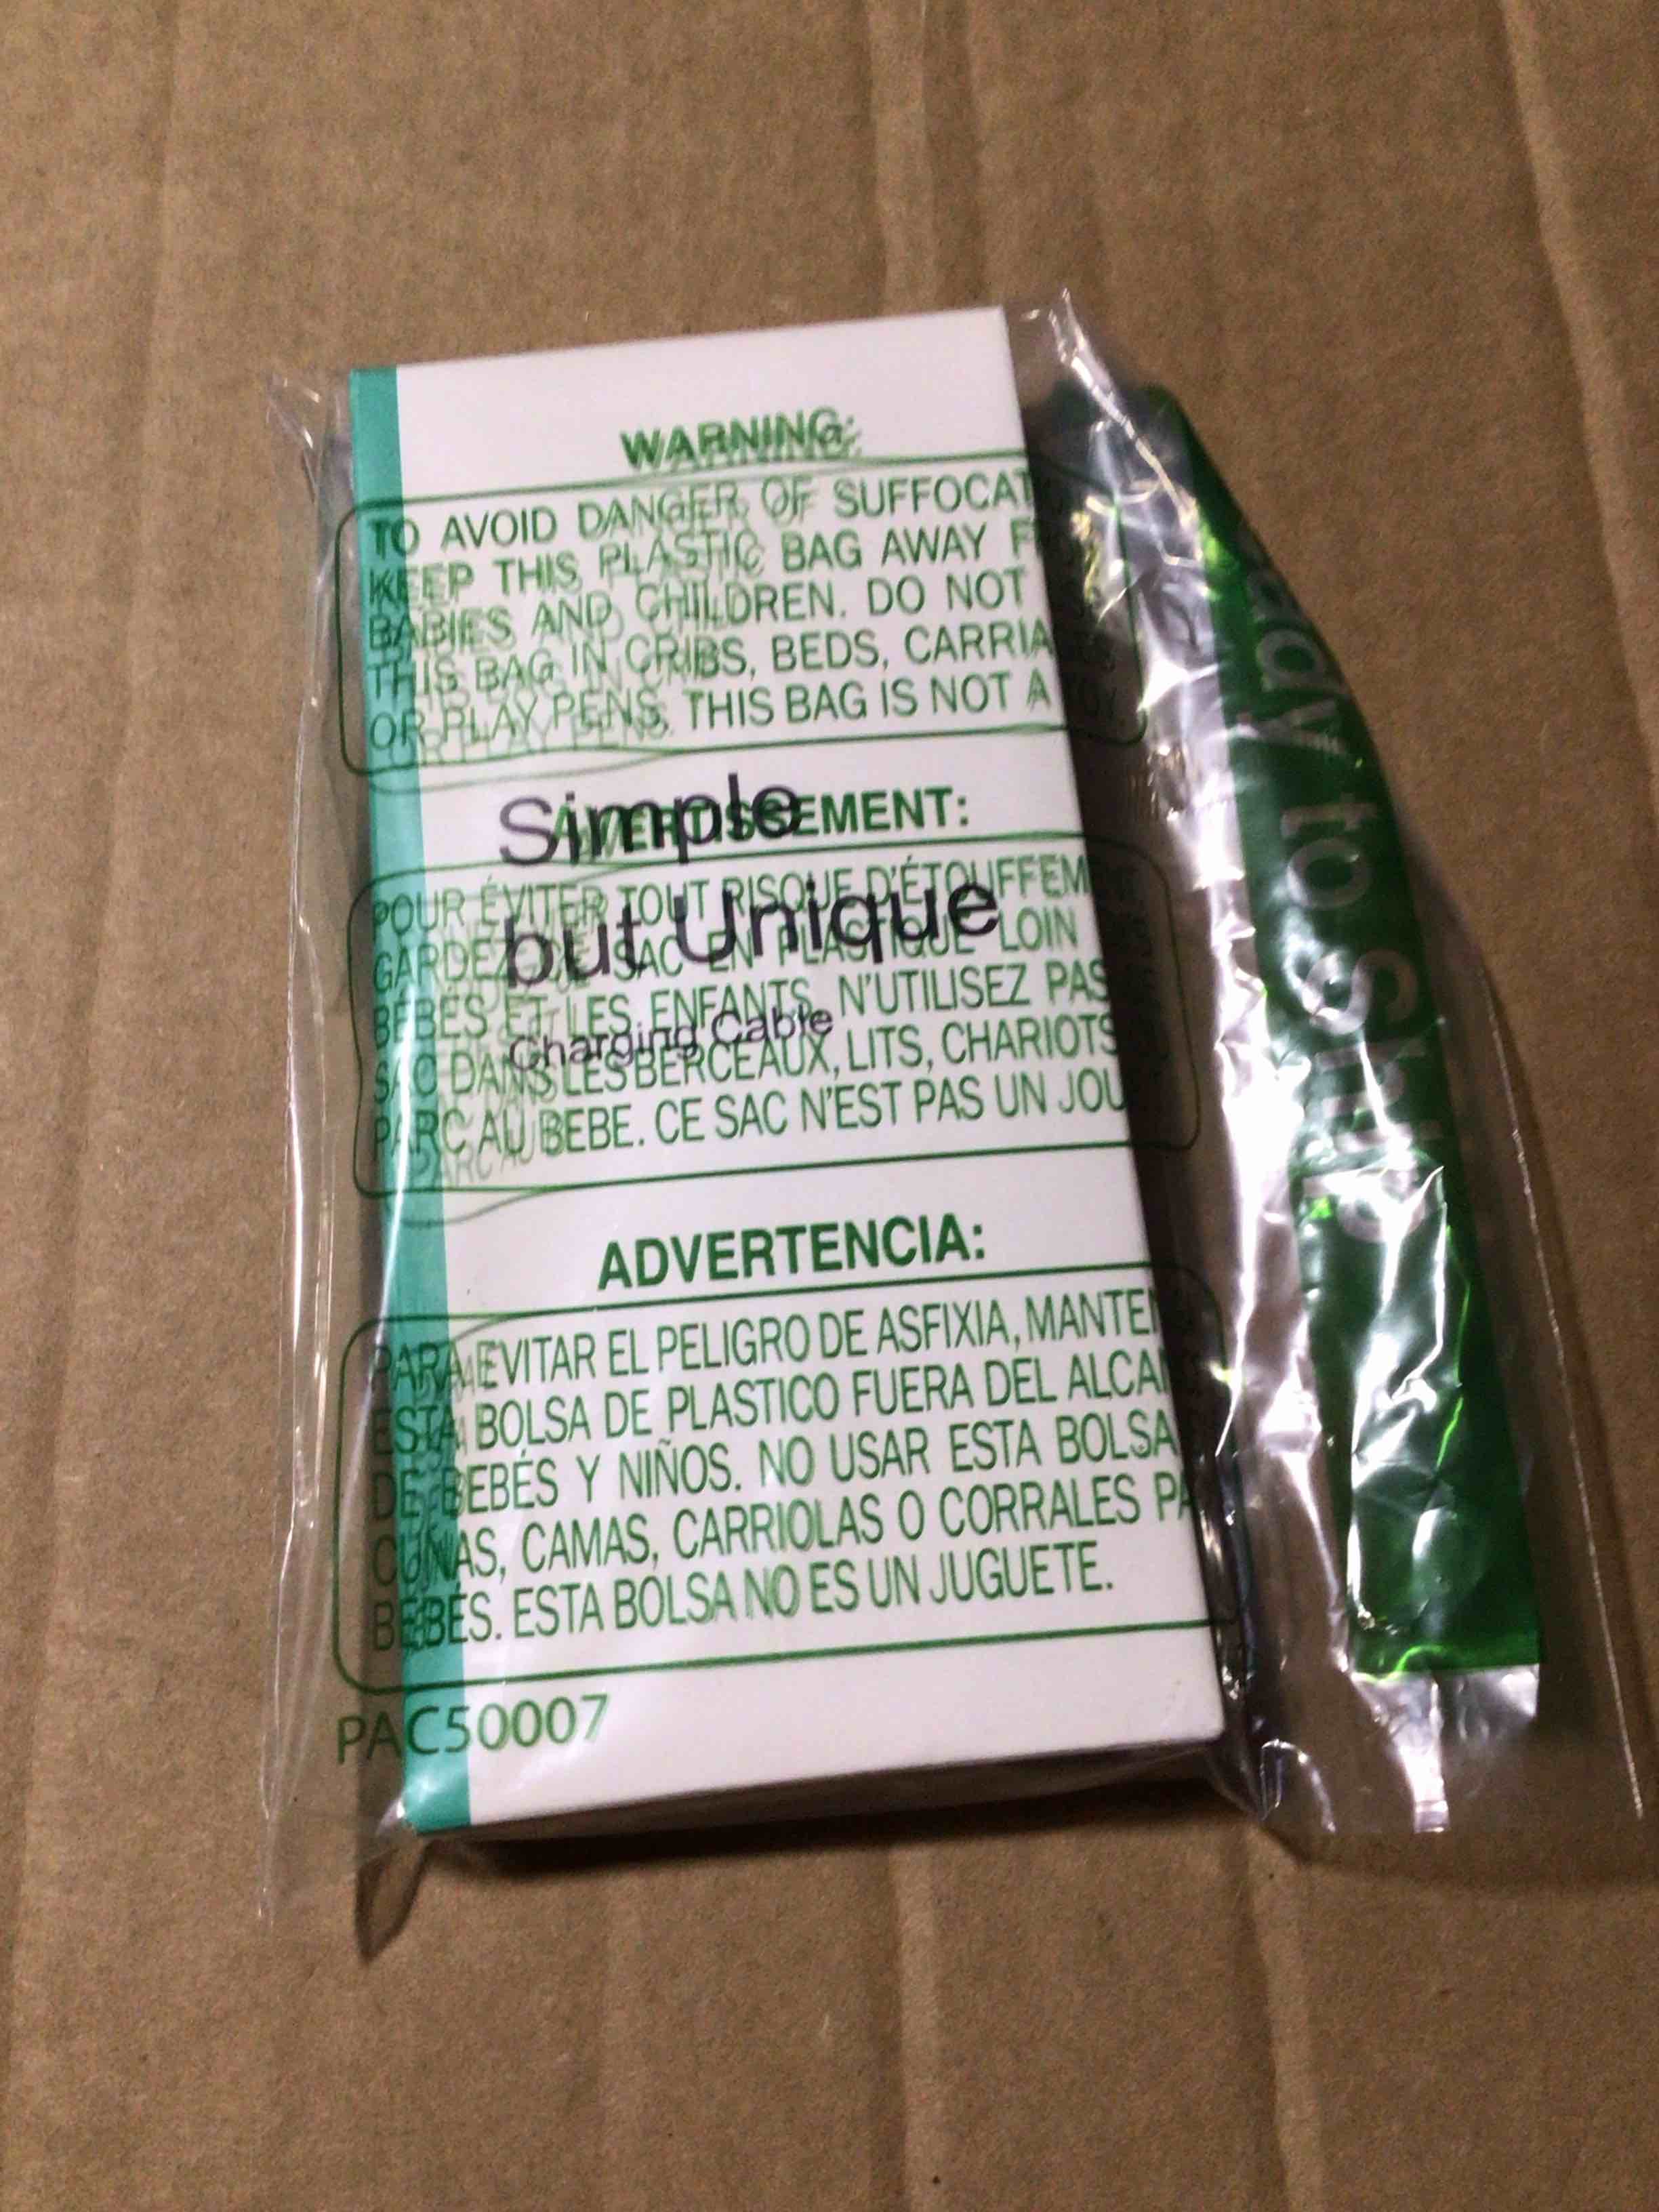 WARNING:
TO AVOID DANGER OF SUFFOCAT
KEEP THIS PLASTIC BAG AWAY
BABIES AND CHILDREN. DO NOT
THIS BAG IN CRIBS, BEDS, CARRIA
OR PLAY PENS. THIS BAG IS NOT A
Simple
AVERTISSEMENT:
but Unique
POUR ÉVITER TOUT RISQUE D'ÉTOUFFEM
GARDEZ CE SAC EN PLASTIQUE LOIN
BEBÉS ET LES ENFANTS. N'UTILISEZ PAS
Charging Cable
SAC DANS LES BERCEAUX, LITS, CHARIOTS
PARC AU BEBE. CE SAC N'EST PAS UN JOU
ADVERTENCIA:
PARA EVITAR EL PELIGRO DE ASFIXIA, MANTE
ESTA BOLSA DE PLASTICO FUERA DEL ALCA
DE BEBÉS Y NIÑOS. NO USAR ESTA BOLSA
CUNAS, CAMAS, CARRIOLAS O CORRALES PA
BEBÉS. ESTA BOLSA NO ES UN JUGUETE.
PAC50007
ady to Ship